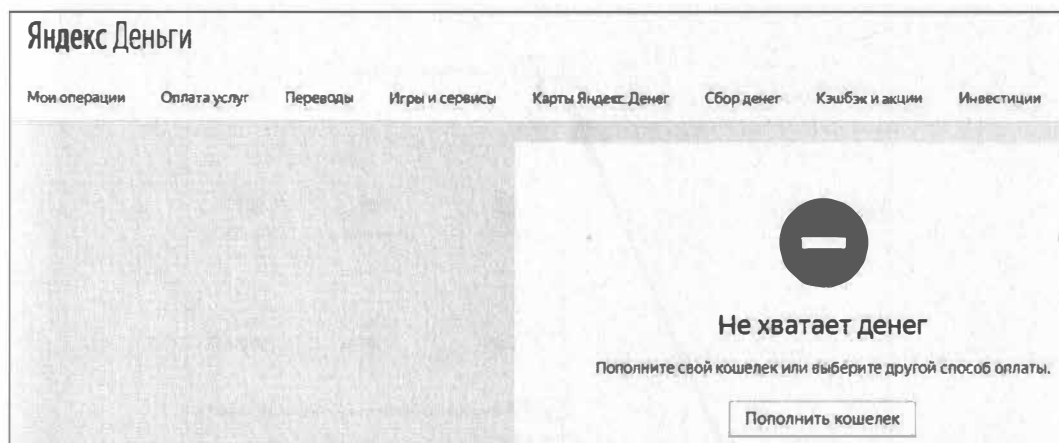 Яндекс Деньги
Мои операции Оплата услуг Переводы Игры и сервисы Карты Яндекс.Денег Сбор денег Кэшбэк и акции Инвестиции
Не хватает денег
Пополните свой кошелек или выберите другой способ оплаты.
Пополнить кошелек